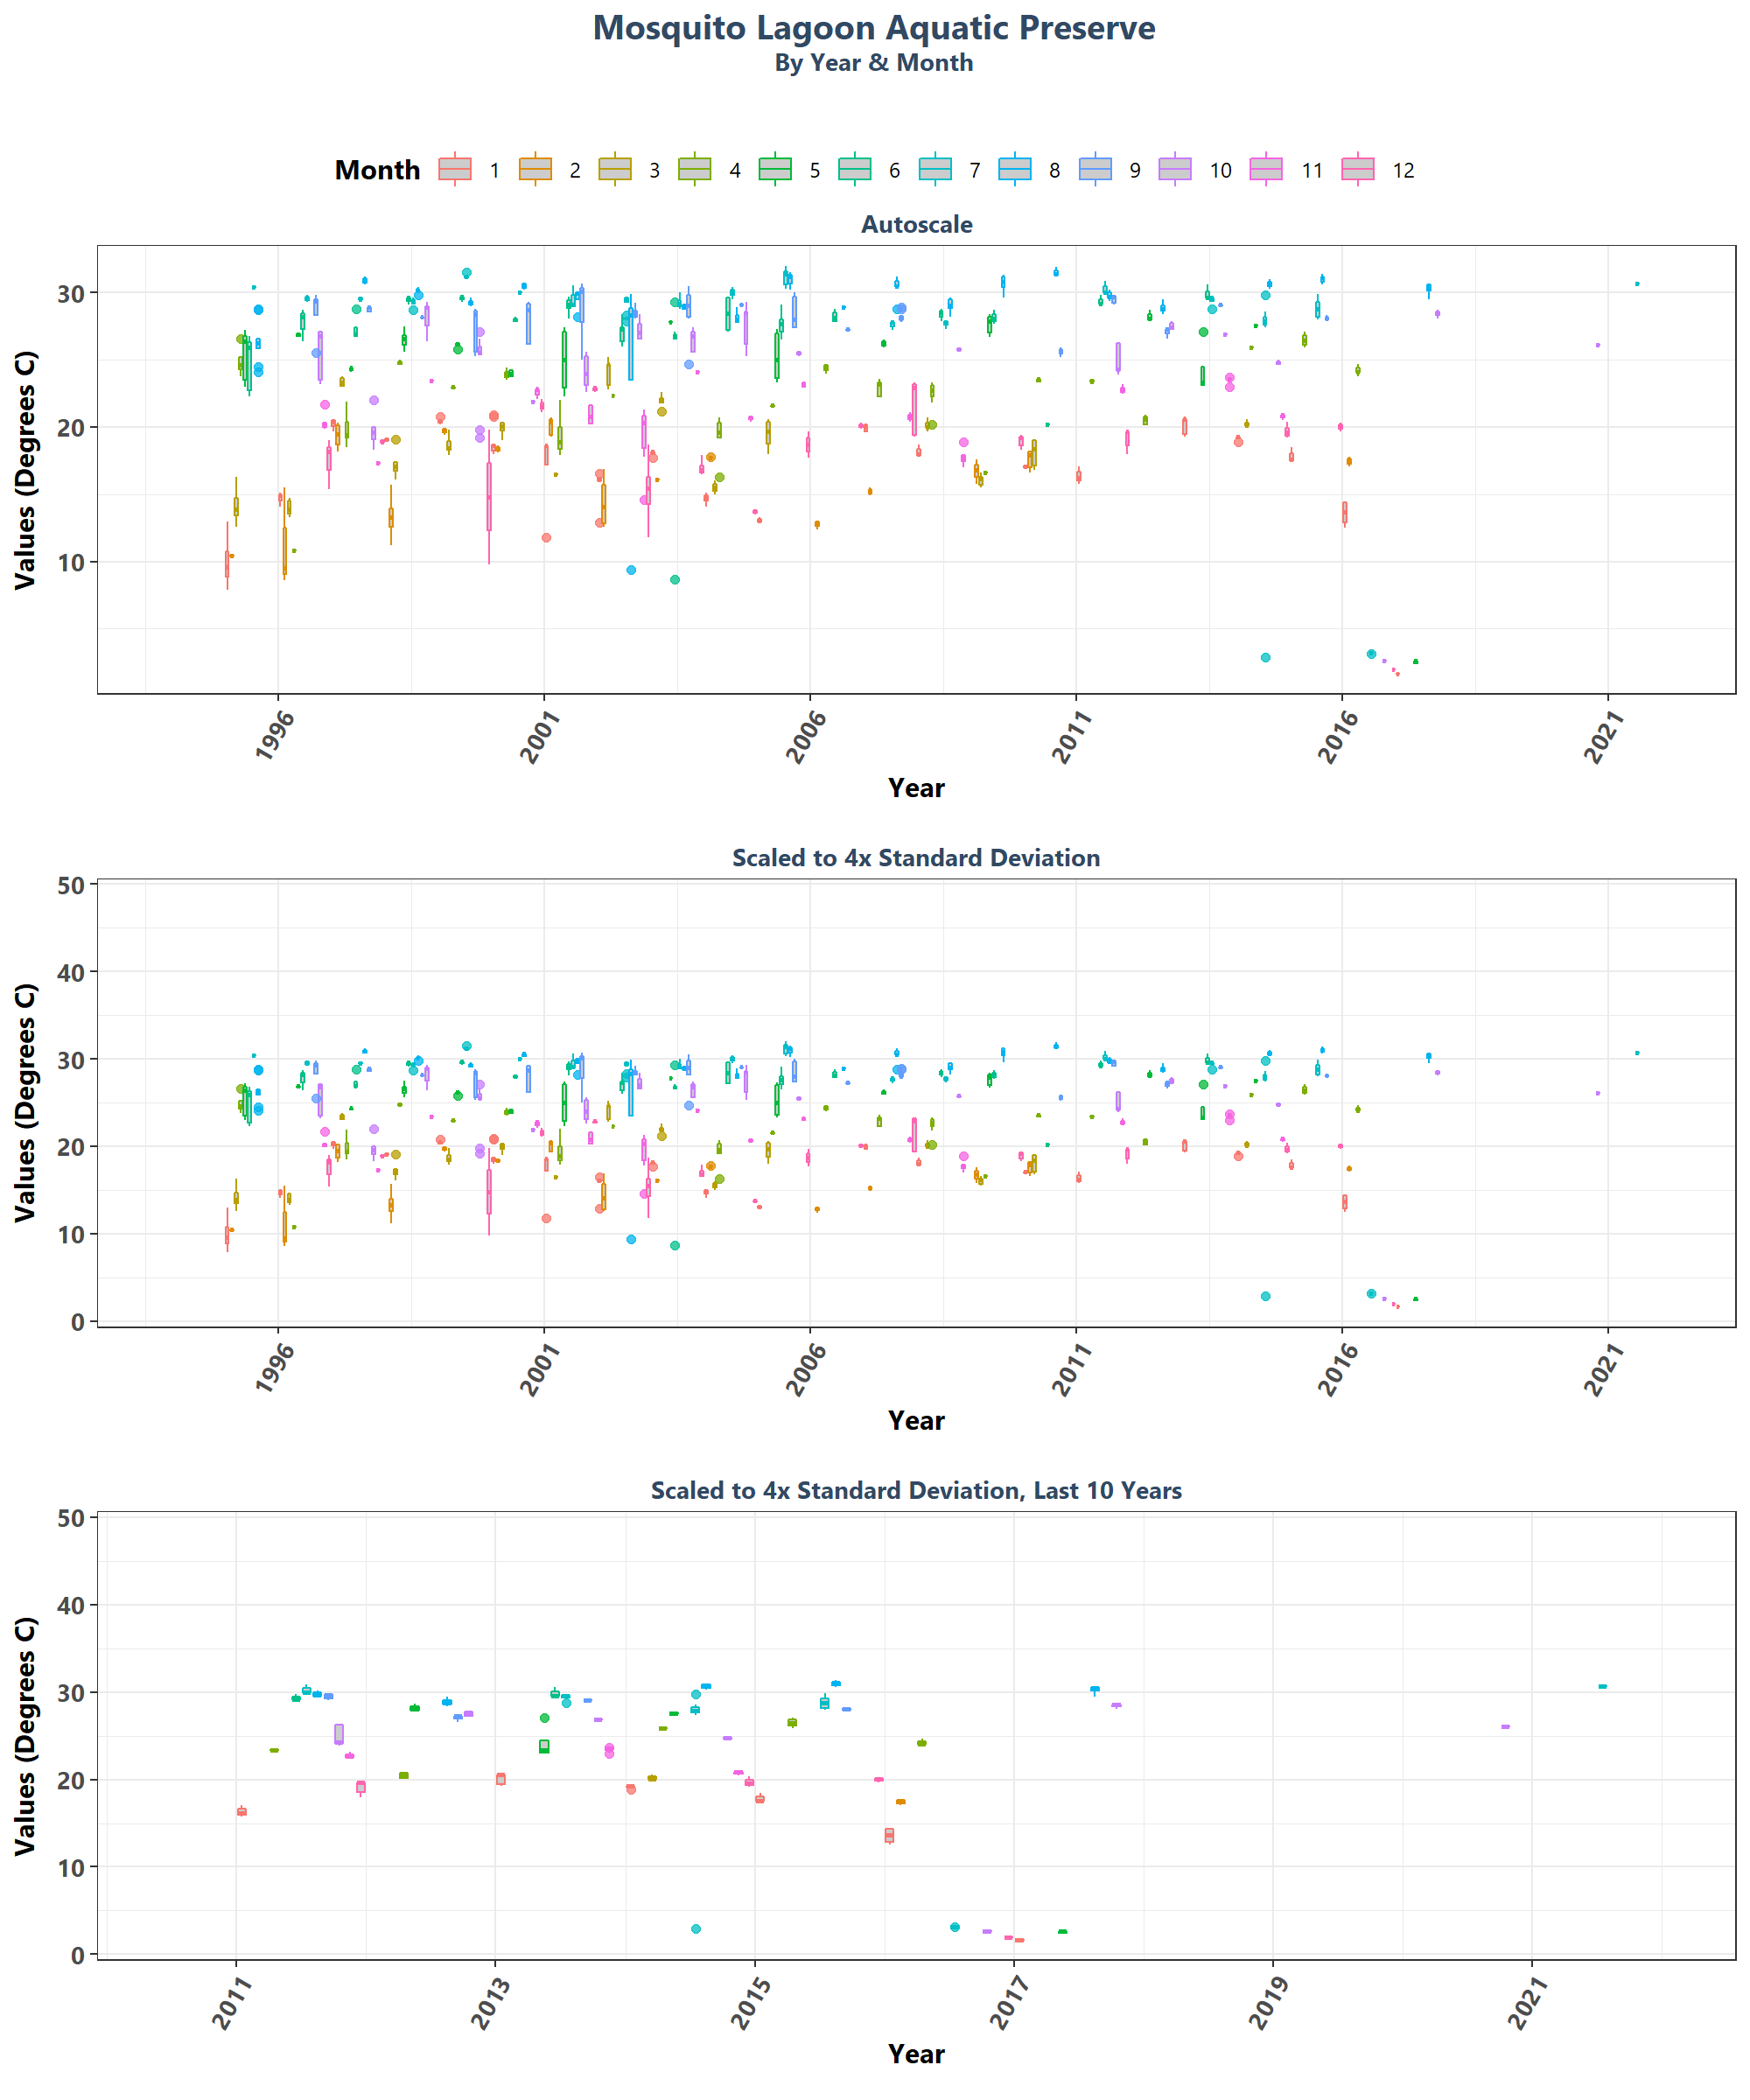 Mosquito Lagoon Aquatic Preserve
By Year & Month
Month 1 2 3 4 5 6 7 8 9 10 11 12
Autoscale
Values (Degrees C)
30
20
10
1996 2001 2006 2011 2016 2021
Year
Scaled to 4x Standard Deviation
Values (Degrees C)
50
40
30
20
10
0
1996 2001 2006 2011 2016 2021
Year
Scaled to 4x Standard Deviation, Last 10 Years
Values (Degrees C)
50
40
30
20
10
0
2011 2013 2015 2017 2019 2021
Year